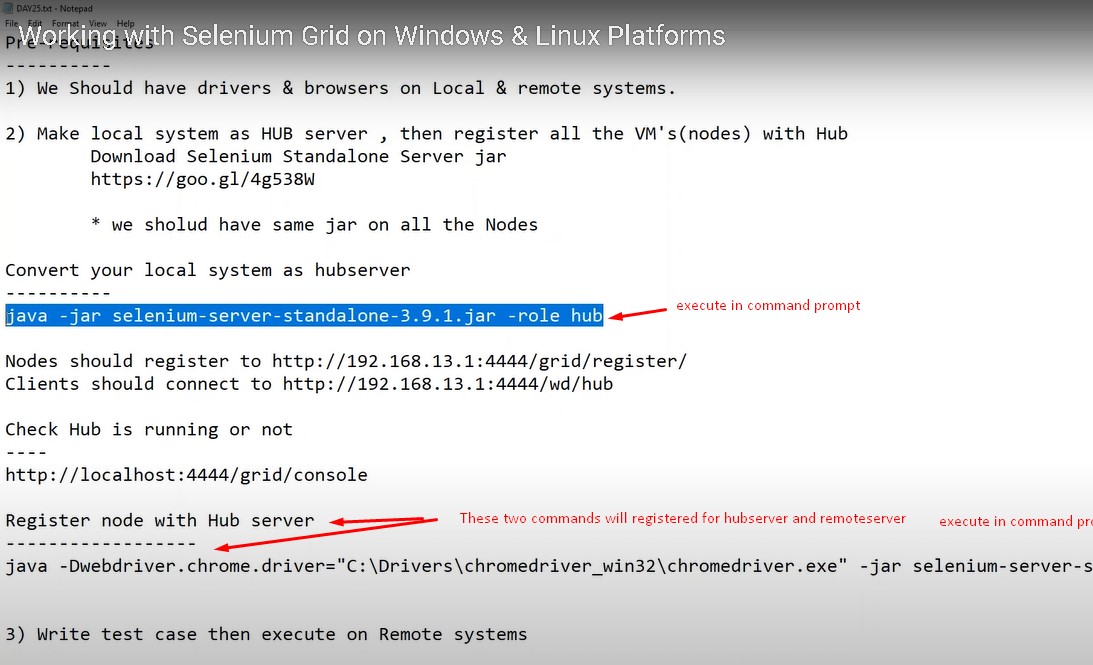 DAY25.txt - Notepad
File Edit Format View Help
Working with Selenium Grid on Windows & Linux Platforms
Pre-requisites
----------
1) We Should have drivers & browsers on Local & remote systems.
2) Make local system as HUB server , then register all the VM's(nodes) with Hub
Download Selenium Standalone Server jar
https://goo.gl/4g538W
* we sholud have same jar on all the Nodes
Convert your local system as hubserver
----------
java -jar selenium-server-standalone-3.9.1.jar -role hub
execute in command prompt
Nodes should register to http://192.168.13.1:4444/grid/register/
Clients should connect to http://192.168.13.1:4444/wd/hub
Check Hub is running or not
----
http://localhost:4444/grid/console
Register node with Hub server
These two commands will registered for hubserver and remoteserver
execute in command pr
------------------
java -Dwebdriver.chrome.driver="C:\Drivers\chromedriver_win32\chromedriver.exe" -jar selenium-server-s
3) Write test case then execute on Remote systems